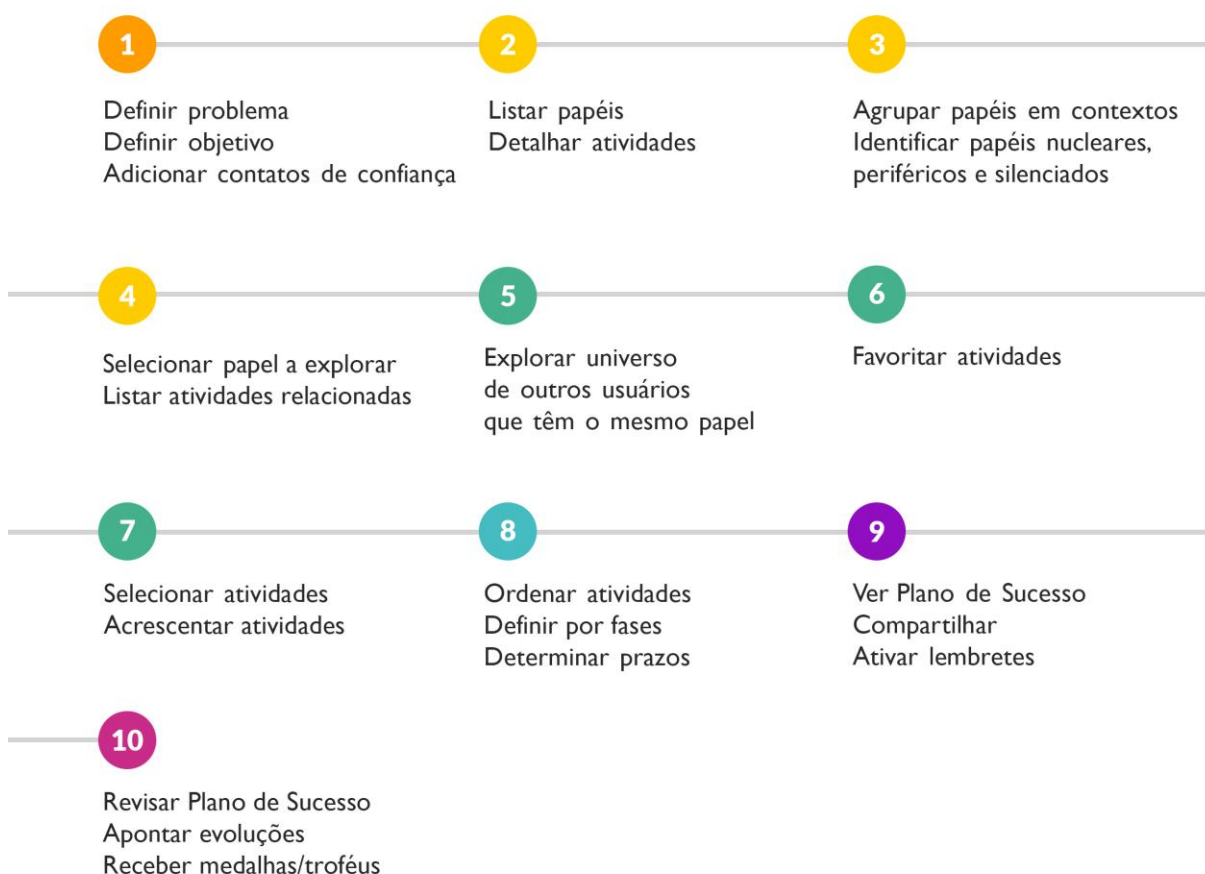 1
Definir problema
Definir objetivo
Adicionar contatos de confiança
2
Listar papéis
Detalhar atividades
3
Agrupar papéis em contextos
Identificar papéis nucleares,
periféricos e silenciados
4
Selecionar papel a explorar
Listar atividades relacionadas
5
Explorar universo
de outros usuários
que têm o mesmo papel
6
Favoritar atividades
7
Selecionar atividades
Acrescentar atividades
8
Ordenar atividades
Definir por fases
Determinar prazos
9
Ver Plano de Sucesso
Compartilhar
Ativar lembretes
10
Revisar Plano de Sucesso
Apontar evoluções
Receber medalhas/troféus